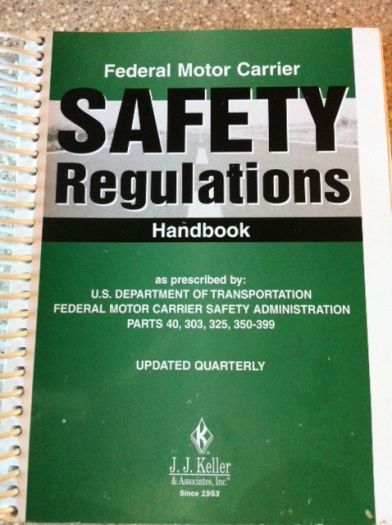 Federal Motor Carrier
SAFETY
Regulations
Handbook
as prescribed by:
U.S. DEPARTMENT OF TRANSPORTATION
FEDERAL MOTOR CARRIER SAFETY ADMINISTRATION
PARTS 40, 303, 325, 350-399
UPDATED QUARTERLY
K
J. J. Keller
& Associates, Inc.®
Since 1953